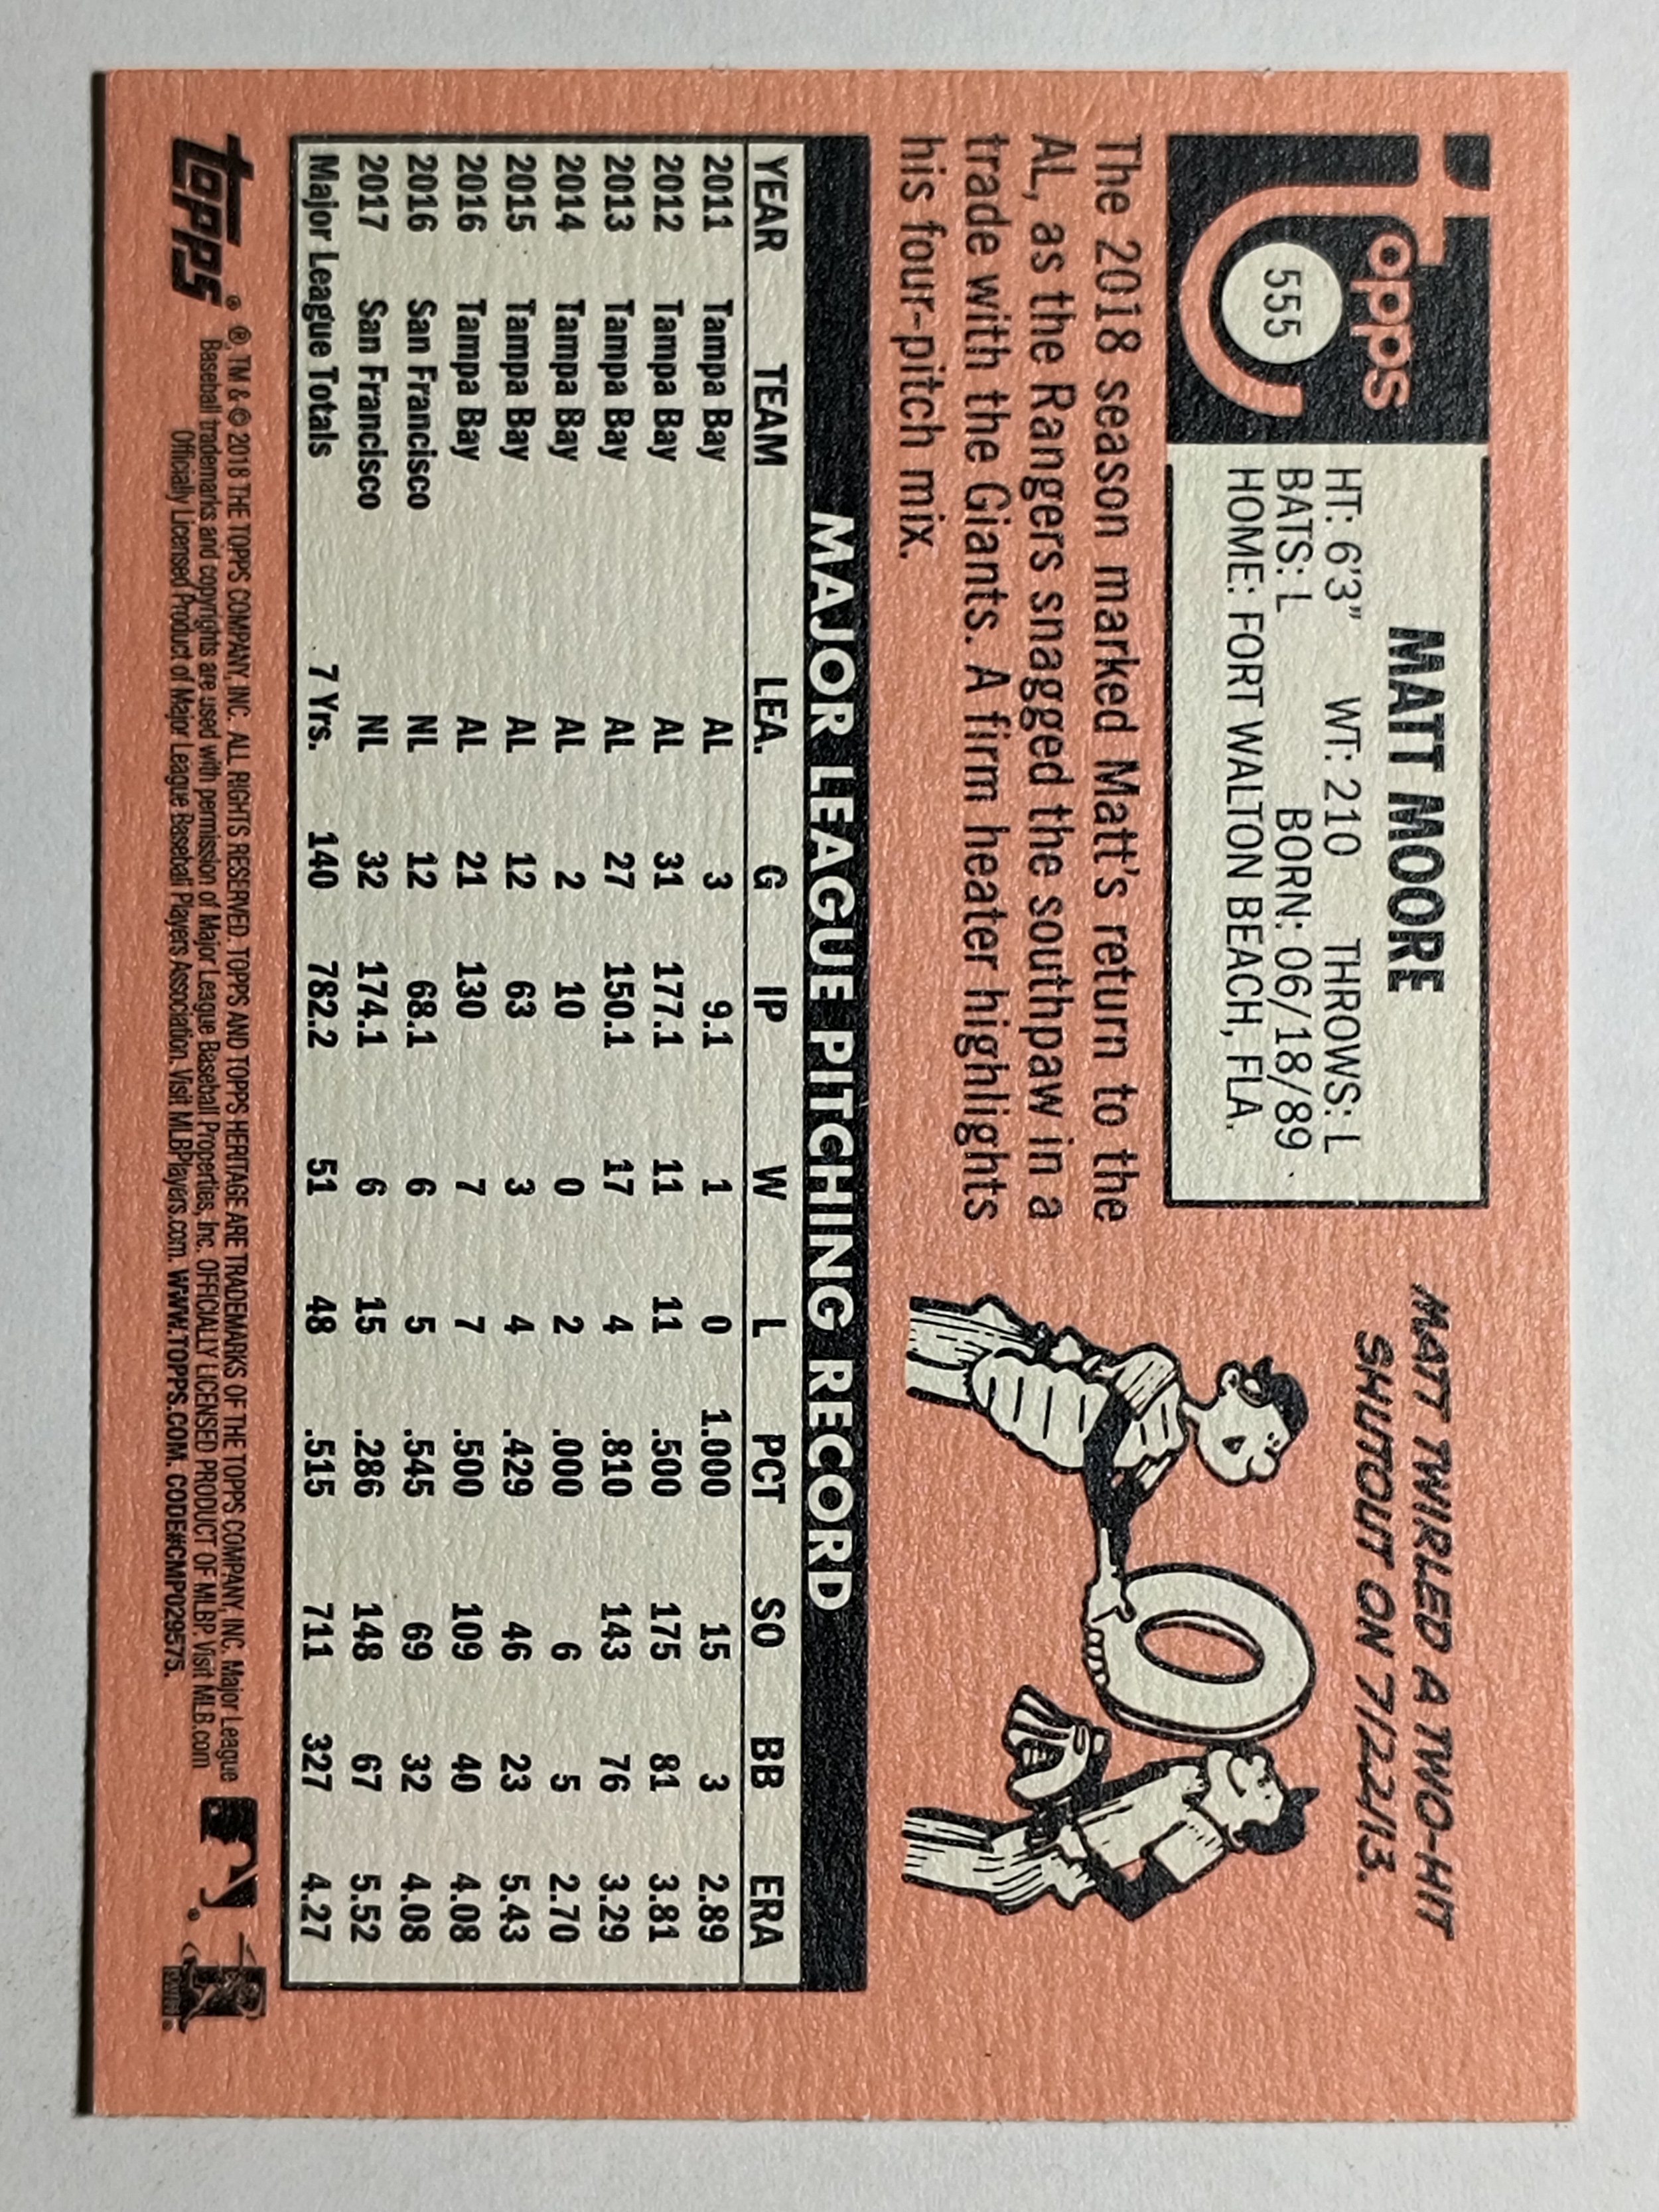 topps
555
MATT MOORE
HT: 6'3" WT: 210 THROWS: L
BATS: L BORN: 06/18/89
HOME: FORT WALTON BEACH, FLA.
The 2018 season marked Matt's return to the
AL, as the Rangers snagged the southpaw in a
trade with the Giants. A firm heater highlights
his four-pitch mix.
MATT TWIRLED A TWO-HIT
SHUTOUT ON 7/22/13.
0
MAJOR LEAGUE PITCHING RECORD
YEAR TEAM LEA. G IP W L PCT SO BB ERA
2011 Tampa Bay AL 3 9.1 1 0 1.000 15 3 2.89
2012 Tampa Bay AL 31 177.1 11 11 .500 175 81 3.81
2013 Tampa Bay AL 27 150.1 17 4 .810 143 76 3.29
2014 Tampa Bay AL 2 10 0 2 .000 6 5 2.70
2015 Tampa Bay AL 12 63 3 4 .429 46 23 5.43
2016 Tampa Bay AL 21 130 7 7 .500 109 40 4.08
2016 San Francisco NL 12 68.1 6 5 .545 69 32 4.08
2017 San Francisco NL 32 174.1 6 15 .286 148 67 5.52
Major League Totals 7 Yrs. 140 782.2 51 48 .515 711 327 4.27
topps®
®, TM & © 2018 THE TOPPS COMPANY, INC. ALL RIGHTS RESERVED. TOPPS AND TOPPS HERITAGE ARE TRADEMARKS OF THE TOPPS COMPANY, INC. Major League
Baseball trademarks and copyrights are used with permission of Major League Baseball Properties, Inc. OFFICIALLY LICENSED PRODUCT OF MLBP. Visit MLB.com
Officially Licensed Product of Major League Baseball Players Association. Visit MLBPlayers.com. WWW.TOPPS.COM. CODE#CMP029575.